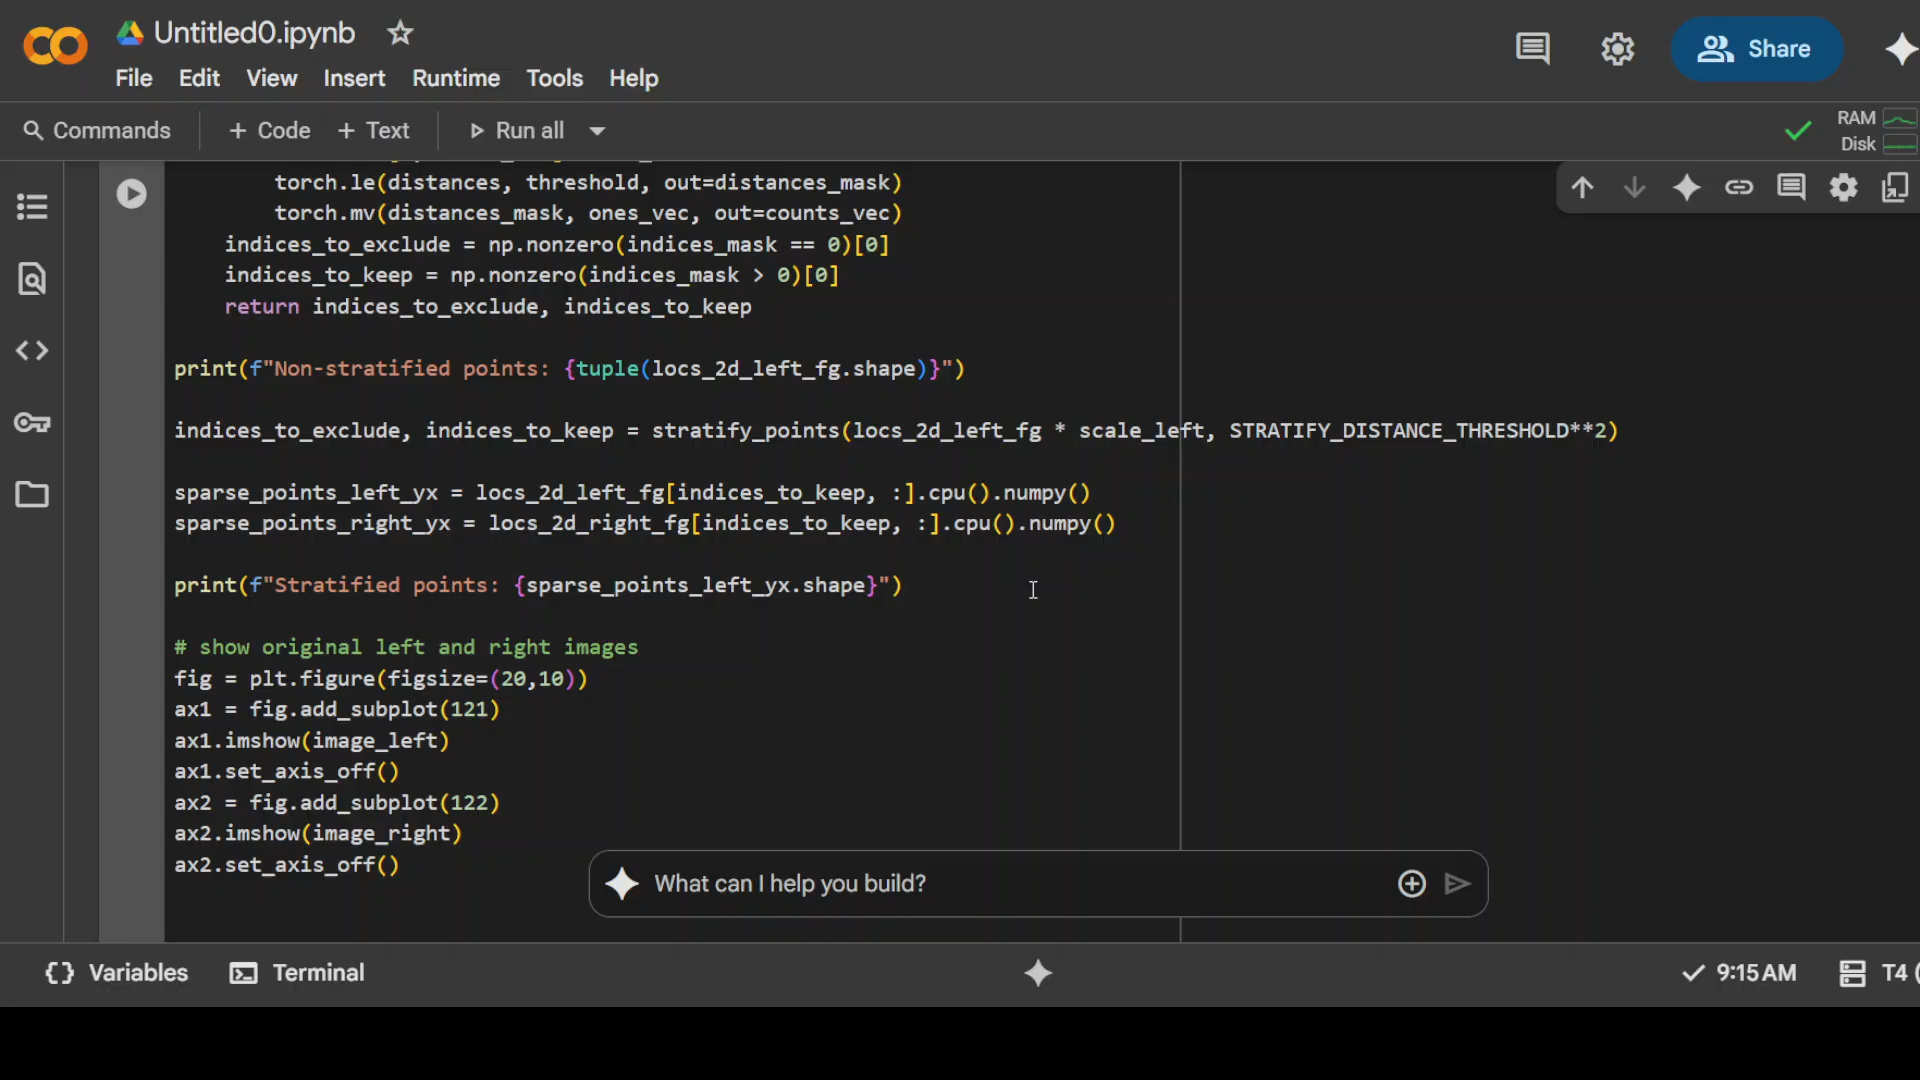 Untitled0.ipynb
File Edit View Insert Runtime Tools Help
Share
Commands + Code + Text Run all
RAM
Disk
torch.le(distances, threshold, out=distances_mask)
torch.mv(distances_mask, ones_vec, out=counts_vec)
indices_to_exclude = np.nonzero(indices_mask == 0)[0]
indices_to_keep = np.nonzero(indices_mask > 0)[0]
return indices_to_exclude, indices_to_keep
print(f"Non-stratified points: {tuple(locs_2d_left_fg.shape)}")
indices_to_exclude, indices_to_keep = stratify_points(locs_2d_left_fg * scale_left, STRATIFY_DISTANCE_THRESHOLD**2)
sparse_points_left_yx = locs_2d_left_fg[indices_to_keep, :].cpu().numpy()
sparse_points_right_yx = locs_2d_right_fg[indices_to_keep, :].cpu().numpy()
print(f"Stratified points: {sparse_points_left_yx.shape}")
# show original left and right images
fig = plt.figure(figsize=(20,10))
ax1 = fig.add_subplot(121)
ax1.imshow(image_left)
ax1.set_axis_off()
ax2 = fig.add_subplot(122)
ax2.imshow(image_right)
ax2.set_axis_off()
What can I help you build?
Variables Terminal 9:15 AM T4